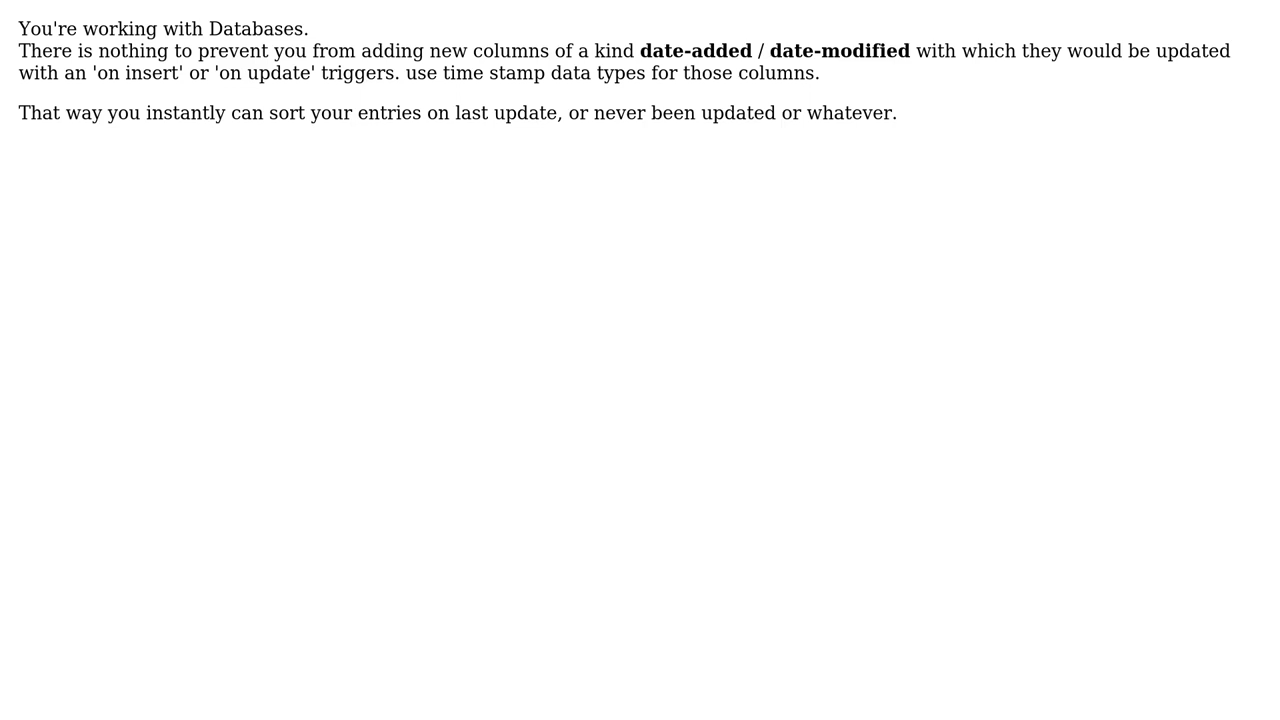 You're working with Databases.
There is nothing to prevent you from adding new columns of a kind date-added / date-modified with which they would be updated
with an 'on insert' or 'on update' triggers. use time stamp data types for those columns.
That way you instantly can sort your entries on last update, or never been updated or whatever.